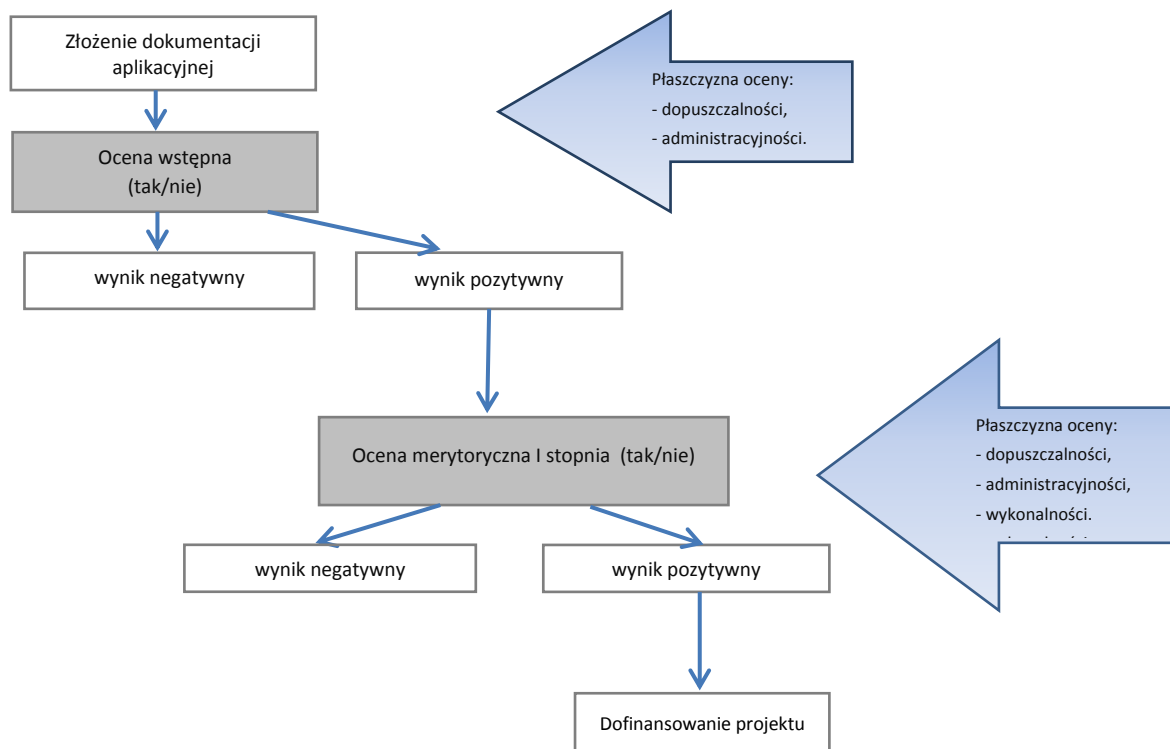 Złożenie dokumentacji
aplikacyjnej
Płaszczyzna oceny:
- dopuszczalności,
- administracyjności.
Ocena wstępna
(tak/nie)
wynik negatywny
wynik pozytywny
Płaszczyzna oceny:
- dopuszczalności,
- administracyjności,
- wykonalności.
Ocena merytoryczna I stopnia (tak/nie)
wynik negatywny
wynik pozytywny
Dofinansowanie projektu